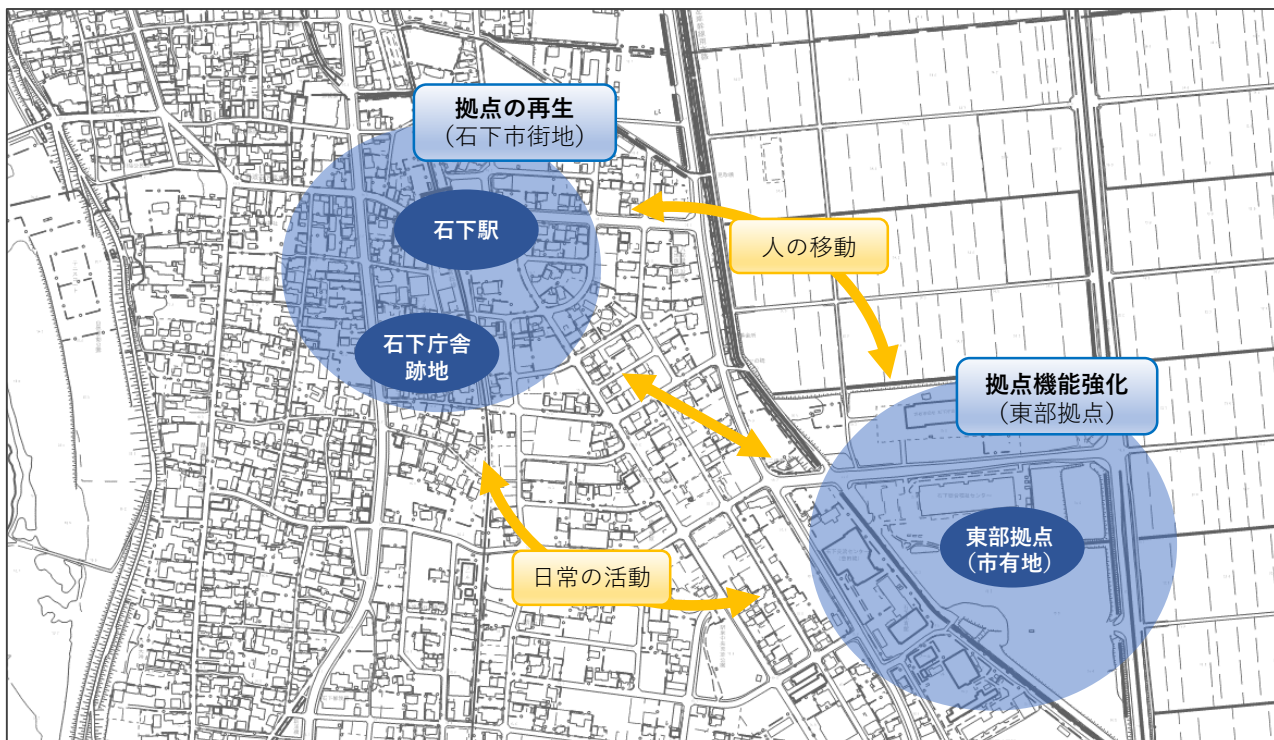 拠点の再生
（石下市街地）
石下駅
人の移動
石下庁舎
跡地
拠点機能強化
（東部拠点）
東部拠点
（市有地）
日常の活動